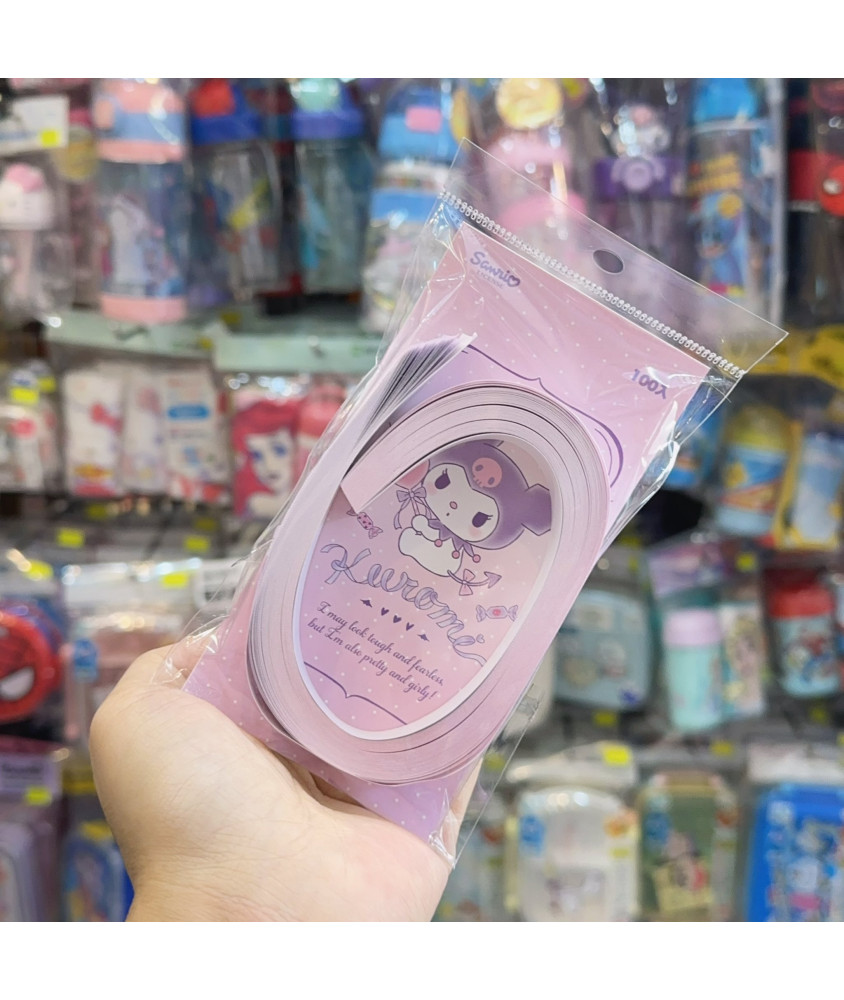 Sanrio
100入
Kuromi
I may look tough and fearless,
but I'm also pretty and girly!